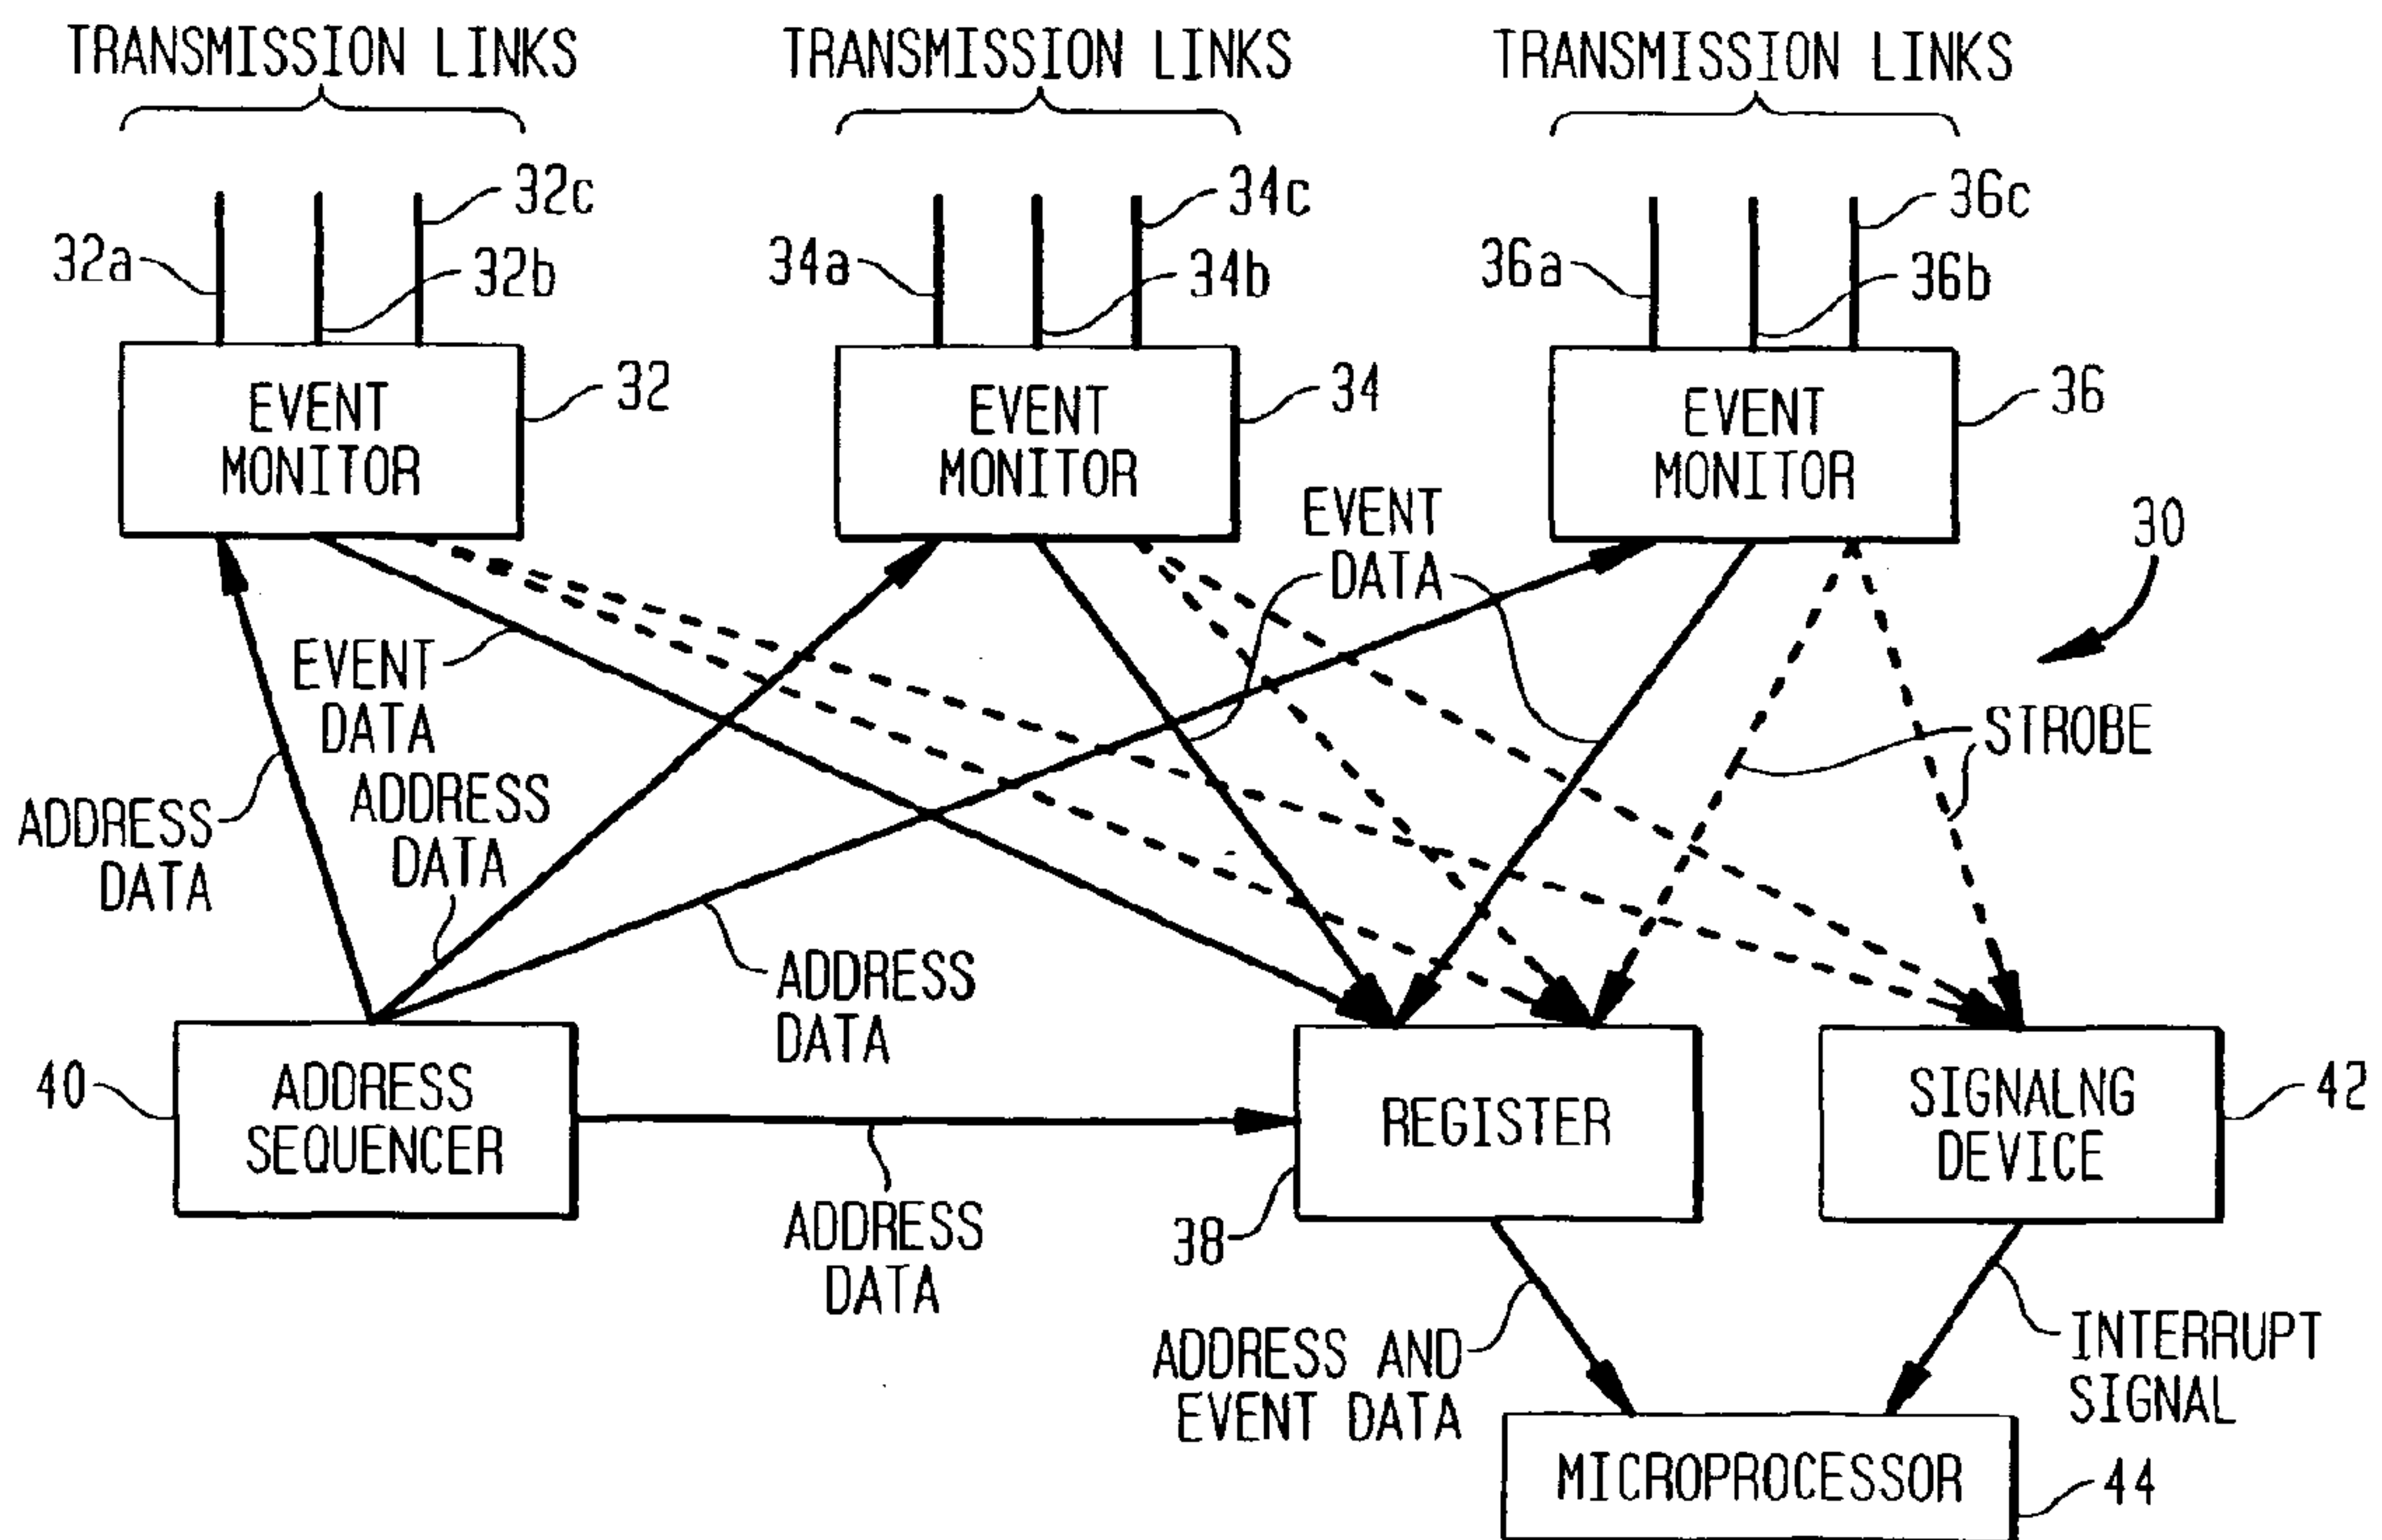 TRANSMISSION LINKS
TRANSMISSION LINKS
TRANSMISSION LINKS
32a
32b
32c
34a
34b
34c
36a
36b
36c
EVENT
MONITOR
32
EVENT
MONITOR
34
EVENT
MONITOR
36
EVENT
DATA
30
EVENT
DATA
STROBE
ADDRESS
DATA
ADDRESS
DATA
ADDRESS
DATA
40
ADDRESS
SEQUENCER
ADDRESS
DATA
REGISTER
38
SIGNALNG
DEVICE
42
ADDRESS AND
EVENT DATA
INTERRUPT
SIGNAL
MICROPROCESSOR
44